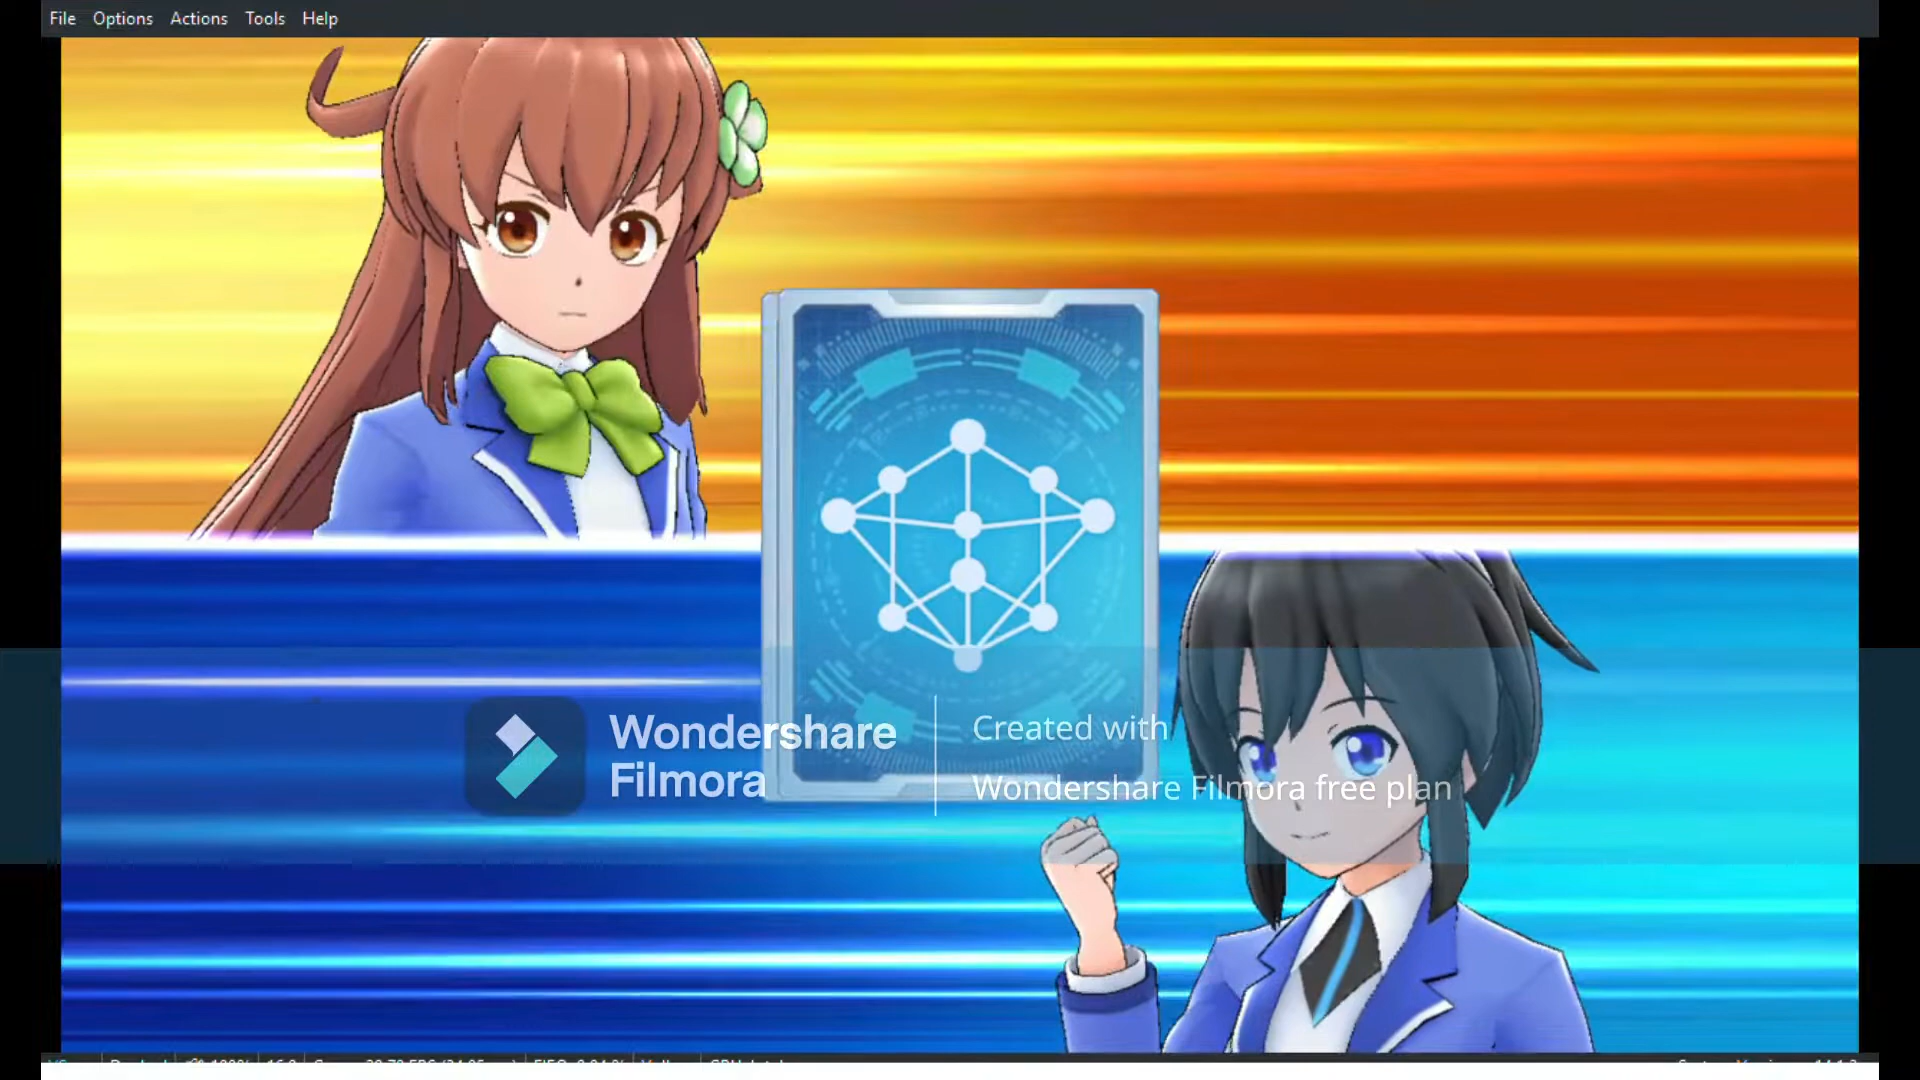 File Options Actions Tools Help
Wondershare
Filmora
Created with
Wondershare Filmora free plan